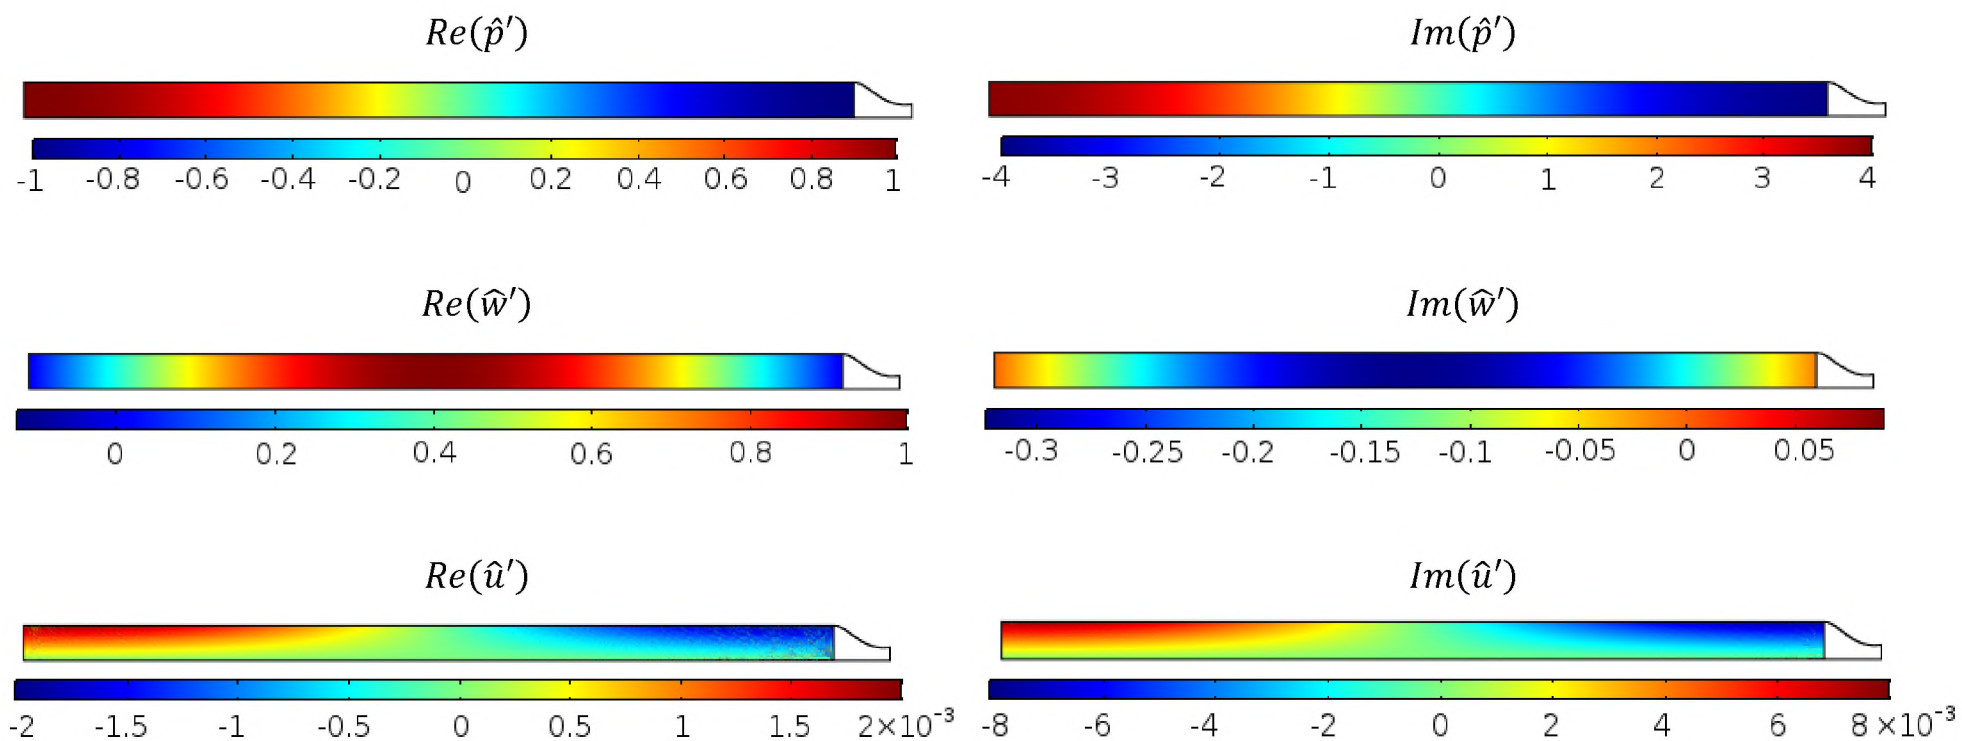 Re(p̂′)
Im(p̂′)
-1 -0.8 -0.6 -0.4 -0.2 0 0.2 0.4 0.6 0.8 1
-4 -3 -2 -1 0 1 2 3 4
Re(ŵ′)
Im(ŵ′)
0 0.2 0.4 0.6 0.8 1
-0.3 -0.25 -0.2 -0.15 -0.1 -0.05 0 0.05
Re(û′)
Im(û′)
-2 -1.5 -1 -0.5 0 0.5 1 1.5 2×10⁻³
-8 -6 -4 -2 0 2 4 6 8×10⁻³